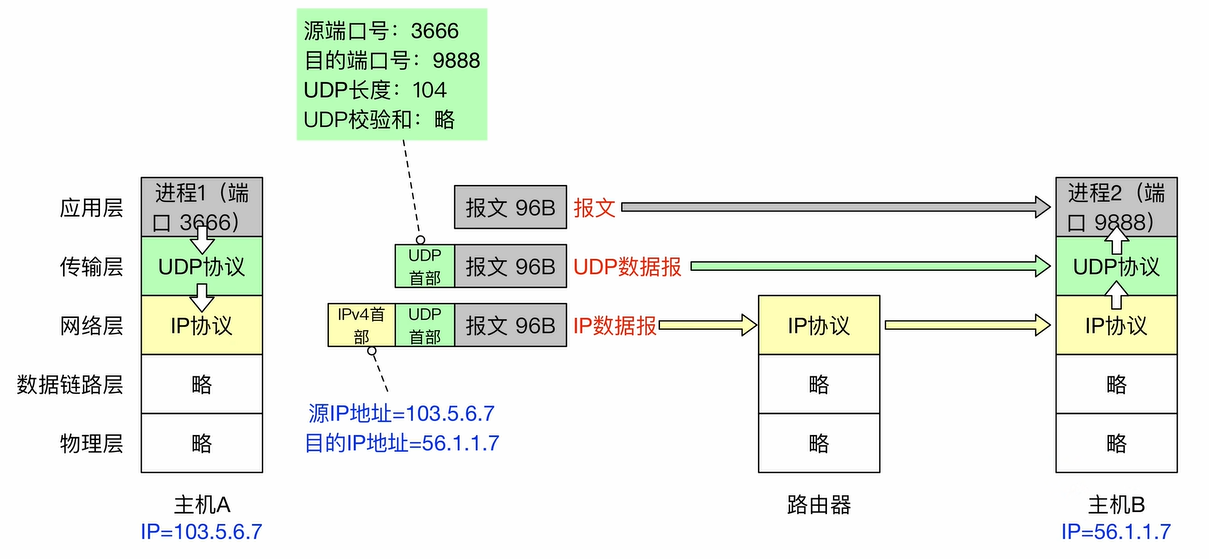 源端口号：3666
目的端口号：9888
UDP长度：104
UDP校验和：略
应用层
进程1（端
口 3666）
报文 96B
报文
进程2（端
口 9888）
传输层
UDP协议
UDP
首部
报文 96B
UDP数据报
UDP协议
网络层
IP协议
IPv4首
部
UDP
首部
报文 96B
IP数据报
IP协议
IP协议
数据链路层
略
略
略
源IP地址=103.5.6.7
目的IP地址=56.1.1.7
物理层
略
略
略
主机A
IP=103.5.6.7
路由器
主机B
IP=56.1.1.7